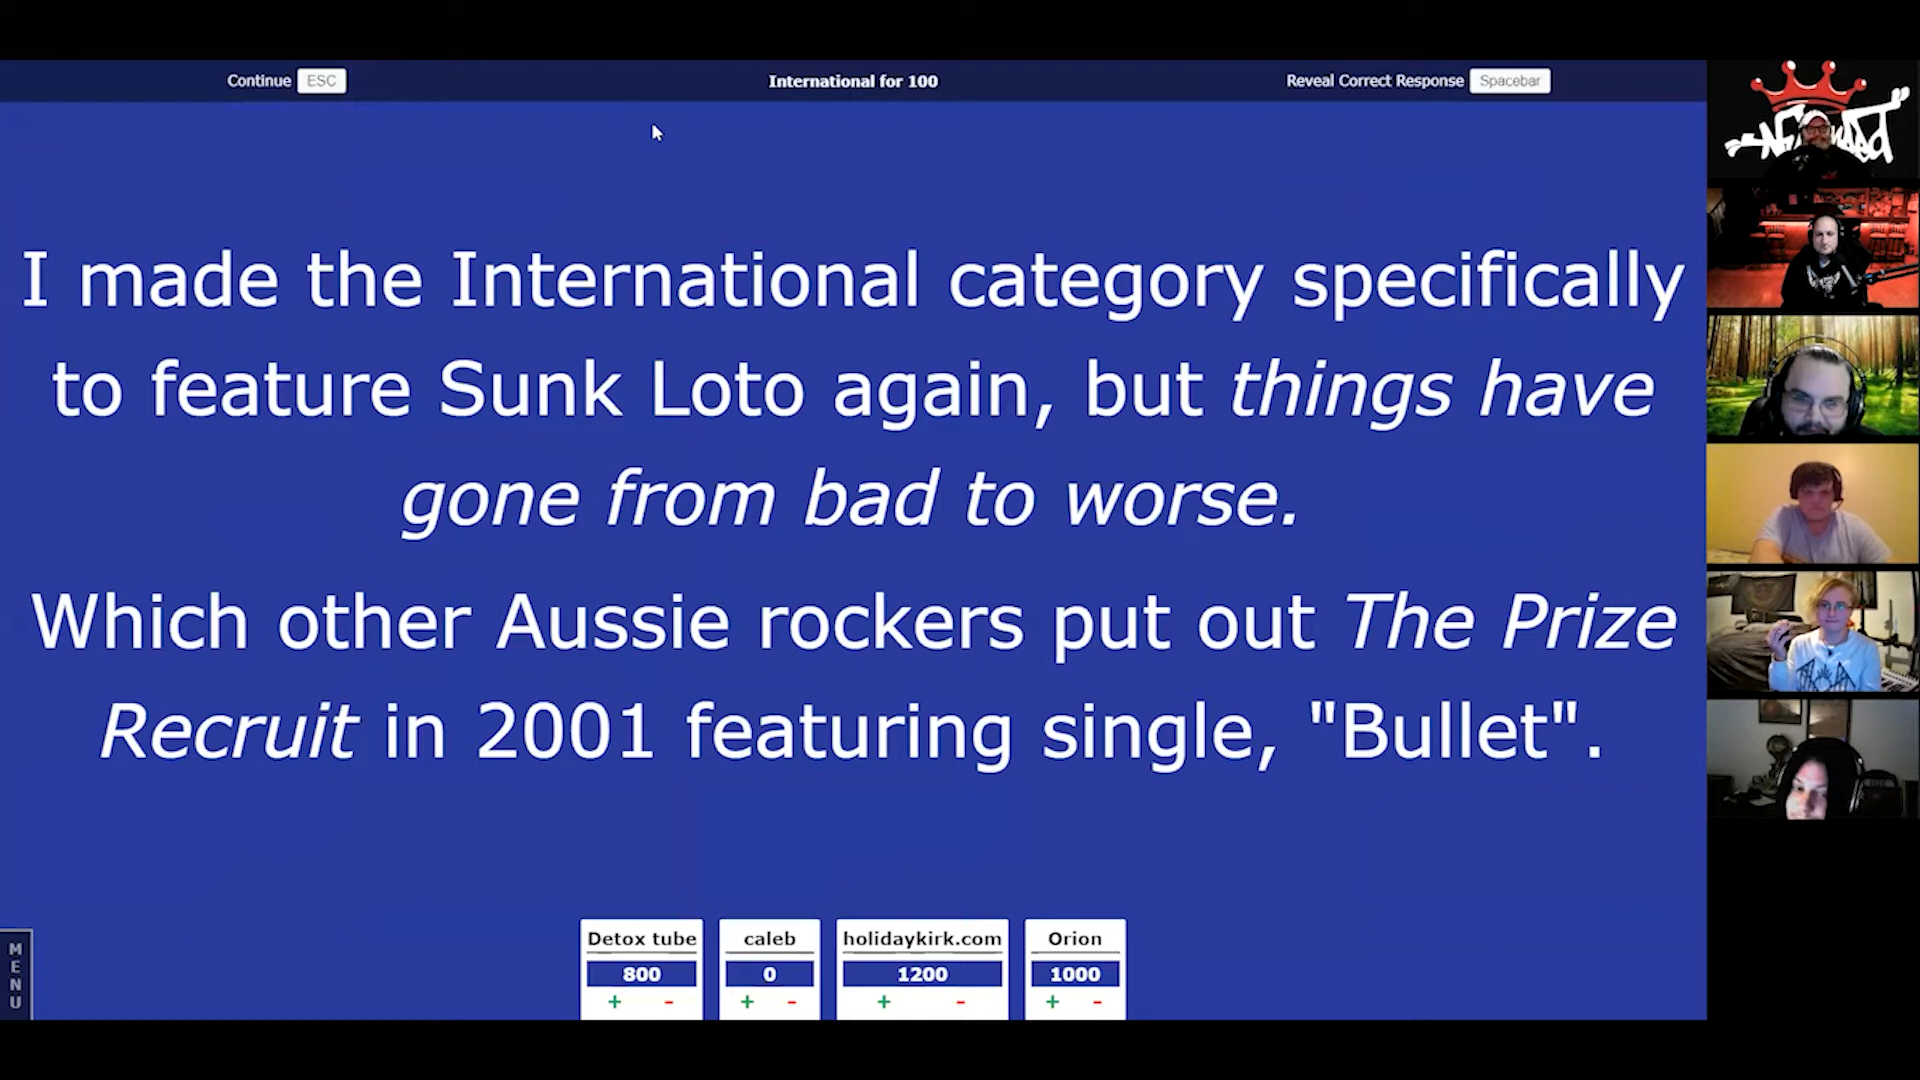 Continue ESC
International for 100
Reveal Correct Response Spacebar
I made the International category specifically
to feature Sunk Loto again, but things have
gone from bad to worse.
Which other Aussie rockers put out The Prize
Recruit in 2001 featuring single, "Bullet".
MENU
Detox tube
800
+ -
caleb
0
+ -
holidaykirk.com
1200
+ -
Orion
1000
+ -